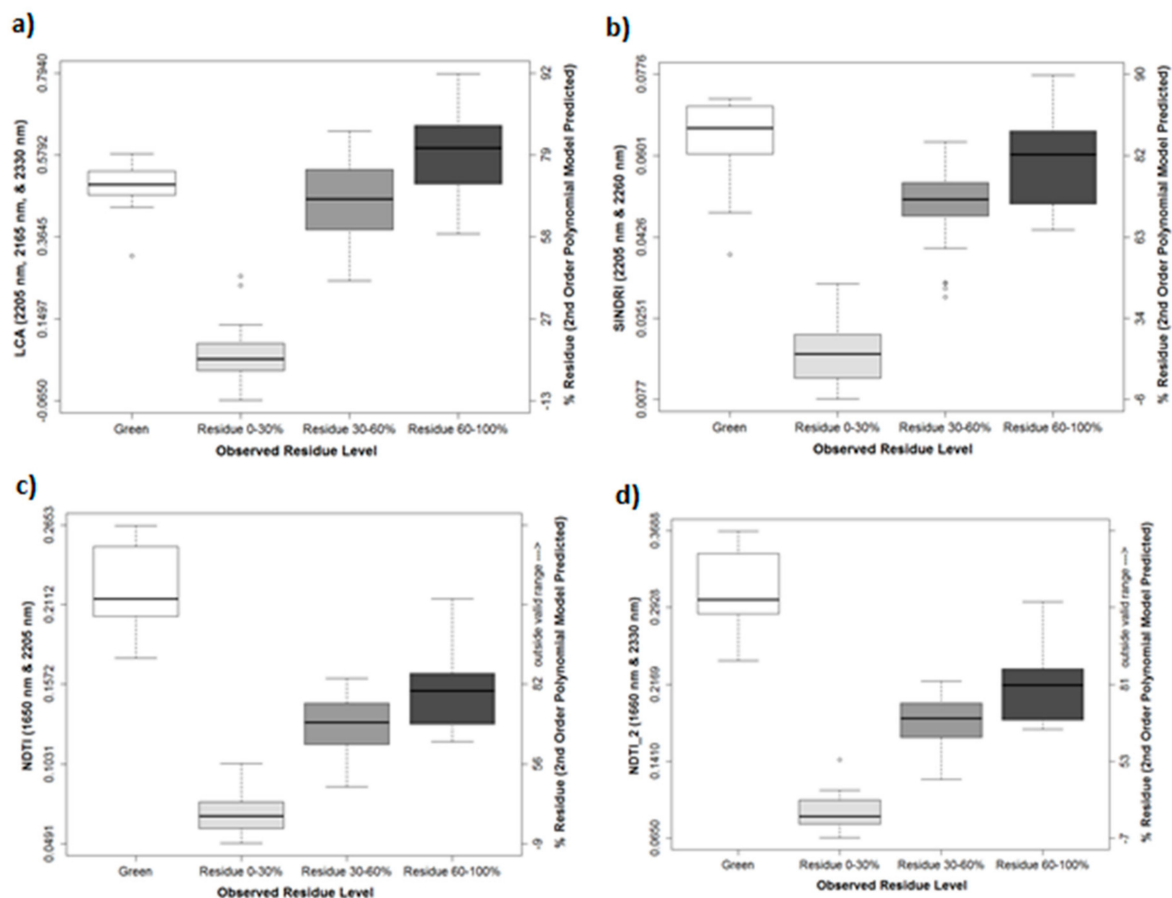 a)
LCA (2205 nm, 2165 nm, & 2330 nm)
0.7940
0.5792
0.3645
0.1497
-0.0650
92
79
58
27
-13
% Residue (2nd Order Polynomial Model Predicted)
Green
Residue 0-30%
Residue 30-60%
Residue 60-100%
Observed Residue Level
b)
SINDRI (2205 nm & 2260 nm)
0.0776
0.0601
0.0426
0.0251
0.0077
90
82
63
34
-6
% Residue (2nd Order Polynomial Model Predicted)
Green
Residue 0-30%
Residue 30-60%
Residue 60-100%
Observed Residue Level
c)
NDTI (1650 nm & 2205 nm)
0.2653
0.2112
0.1572
0.1031
0.0491
outside valid range --->
82
56
-9
% Residue (2nd Order Polynomial Model Predicted)
Green
Residue 0-30%
Residue 30-60%
Residue 60-100%
Observed Residue Level
d)
NDTI_2 (1660 nm & 2330 nm)
0.3688
0.2928
0.2169
0.1410
0.0650
outside valid range --->
81
53
-7
% Residue (2nd Order Polynomial Model Predicted)
Green
Residue 0-30%
Residue 30-60%
Residue 60-100%
Observed Residue Level